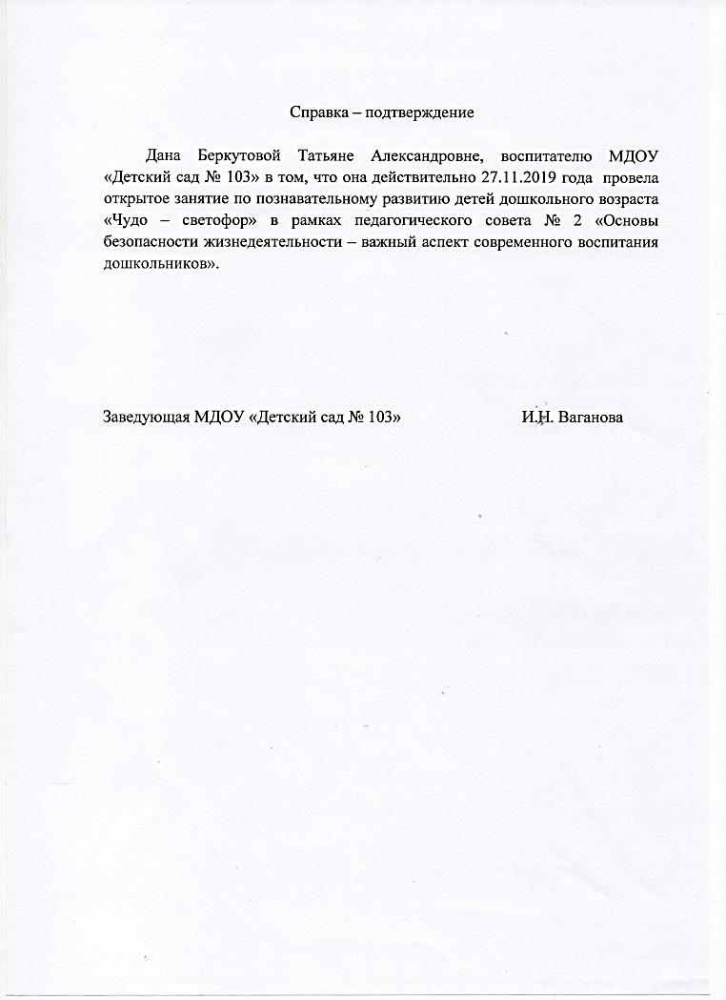 Справка – подтверждение
Дана Беркутовой Татьяне Александровне, воспитателю МДОУ
«Детский сад № 103» в том, что она действительно 27.11.2019 года провела
открытое занятие по познавательному развитию детей дошкольного возраста
«Чудо – светофор» в рамках педагогического совета № 2 «Основы
безопасности жизнедеятельности – важный аспект современного воспитания
дошкольников».
Заведующая МДОУ «Детский сад № 103» И.Н. Ваганова